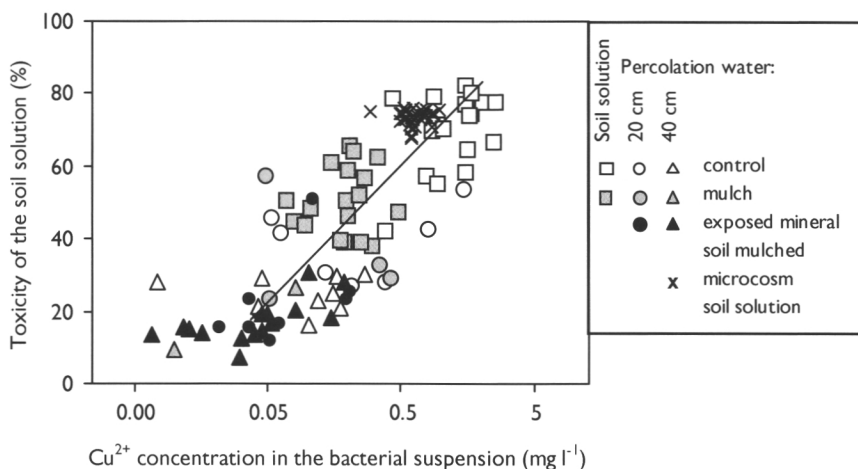 100
80
60
40
20
0
Toxicity of the soil solution (%)
0.00 0.05 0.5 5
Cu²⁺ concentration in the bacterial suspension (mg l⁻¹)
Percolation water:
Soil solution
20 cm
40 cm
control
mulch
exposed mineral
soil mulched
microcosm
soil solution